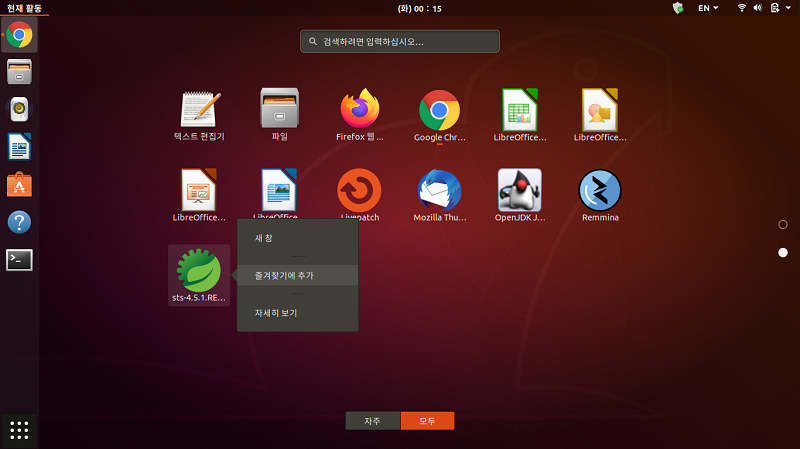 현재 활동
(화) 00 : 15
EN
검색하려면 입력하십시오...
텍스트 편집기
파일
Firefox 웹 ...
Google Chr...
LibreOffice...
LibreOffice...
LibreOffice...
LibreOffice...
Livepatch
Mozilla Thu...
OpenJDK J...
Remmina
sts-4.5.1.RE...
새 창
즐겨찾기에 추가
자세히 보기
자주
모두